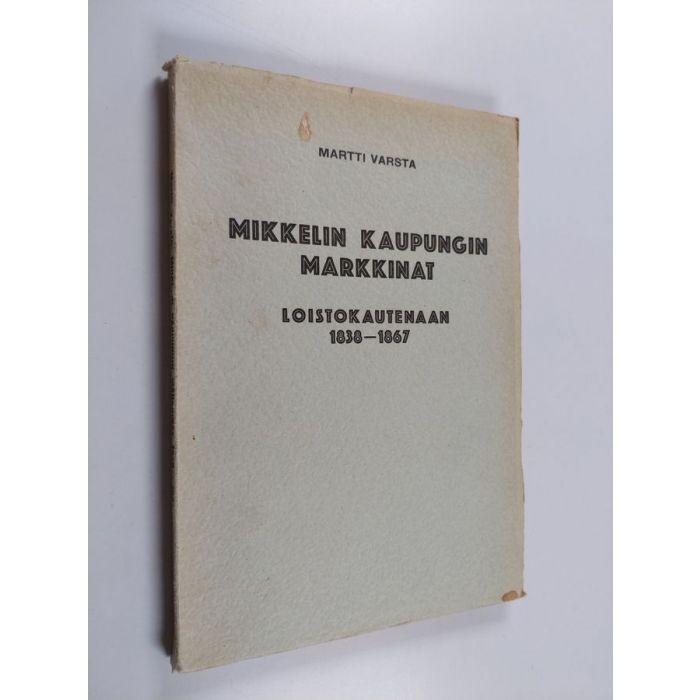 MARTTI VARSTA
MIKKELIN KAUPUNGIN
MARKKINAT
LOISTOKAUTENAAN
1838—1867